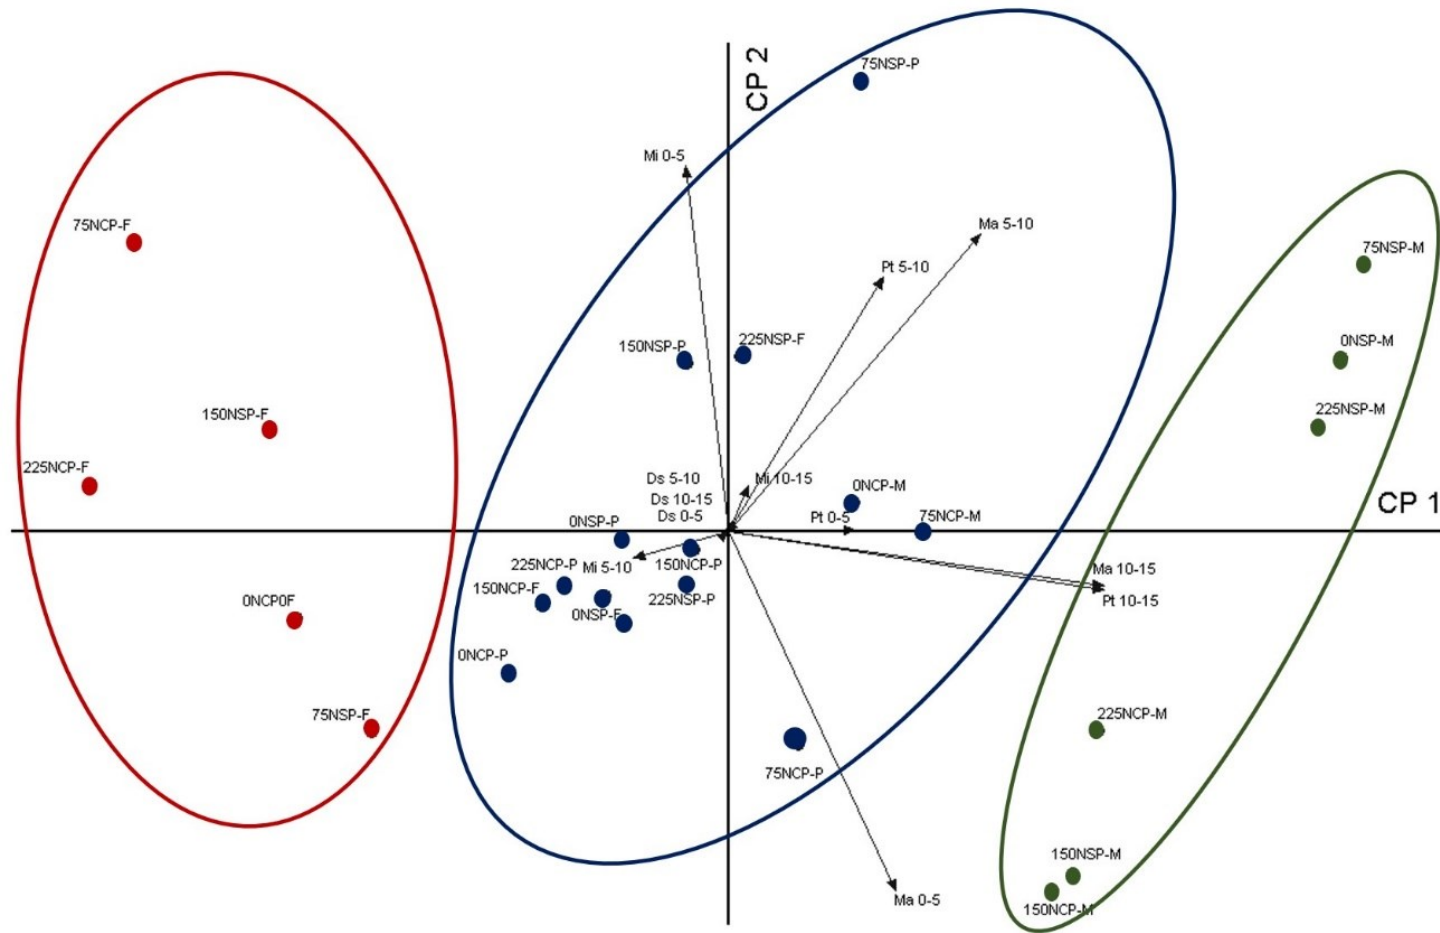 75NSP-P
CP 2
Mi 0-5
75NCP-F
Ma 5-10
75NSP-M
Pt 5-10
150NSP-P
225NSP-F
0NSP-M
150NSP-F
225NSP-M
225NCP-F
Ds 5-10
Mi 10-15
Ds 10-15
0NCP-M
CP 1
Ds 0-5
Pt 0-5
75NCP-M
0NSP-P
225NCP-P
Mi 5-10
150NCP-P
Ma 10-15
150NCP-F
225NSP-P
Pt 10-15
0NCP0F
0NSP-F
0NCP-P
75NSP-F
225NCP-M
75NCP-P
150NSP-M
Ma 0-5
150NCP-M